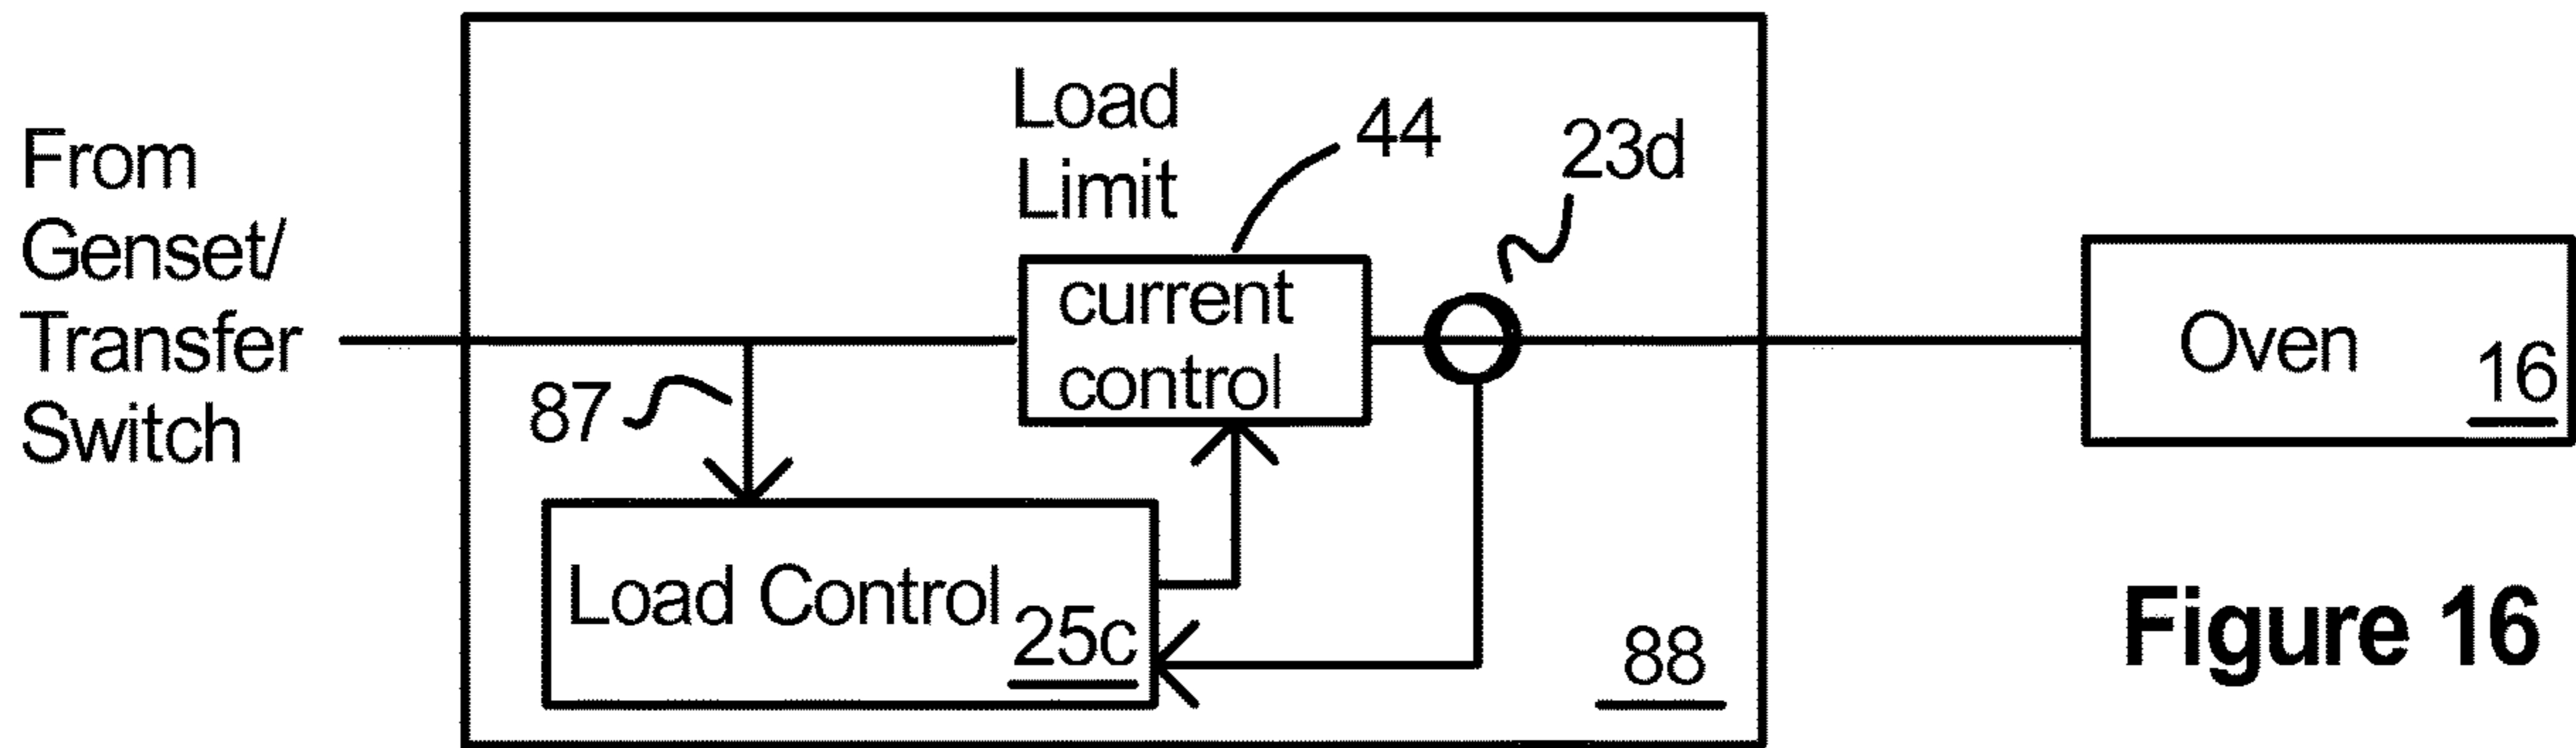 From
Genset/
Transfer
Switch
Load
Limit
44
23d
current
control
87
Load Control
25c
88
Oven
16
Figure 16